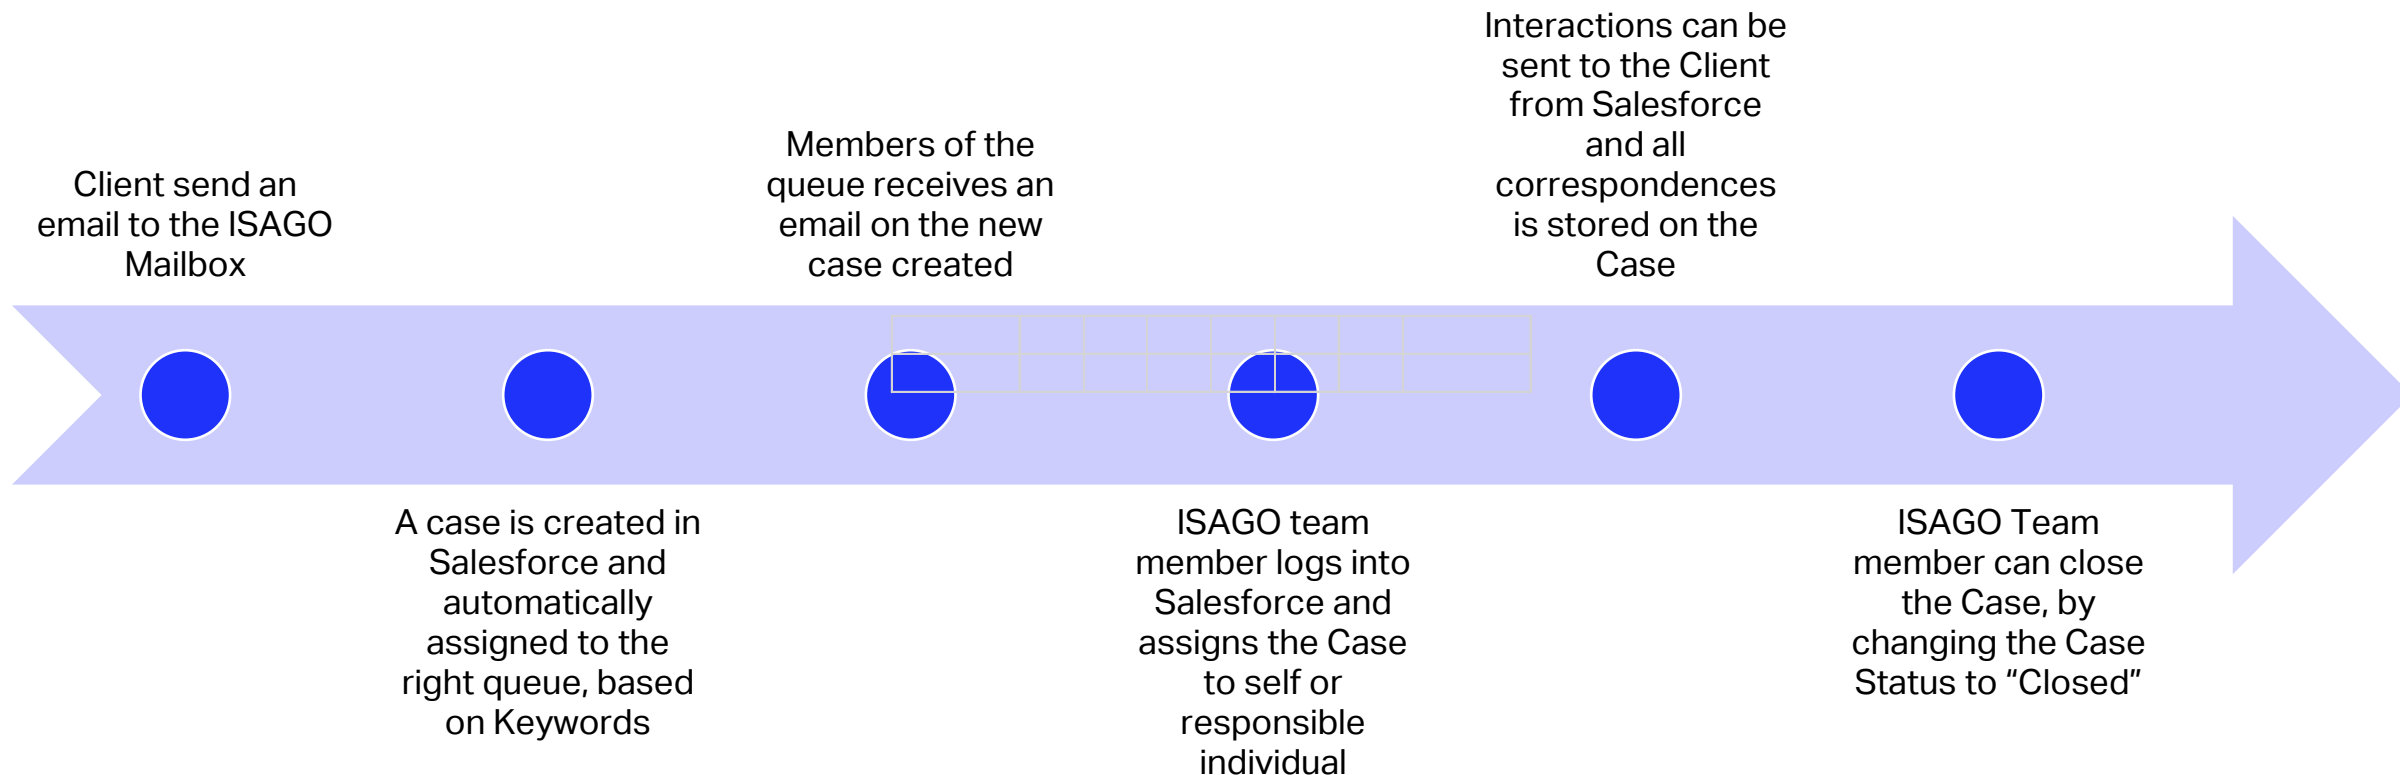 Client send an
email to the ISAGO
Mailbox
A case is created in
Salesforce and
automatically
assigned to the
right queue, based
on Keywords
Members of the
queue receives an
email on the new
case created
ISAGO team
member logs into
Salesforce and
assigns the Case
to self or
responsible
individual
Interactions can be
sent to the Client
from Salesforce
and all
correspondences
is stored on the
Case
ISAGO Team
member can close
the Case, by
changing the Case
Status to “Closed”